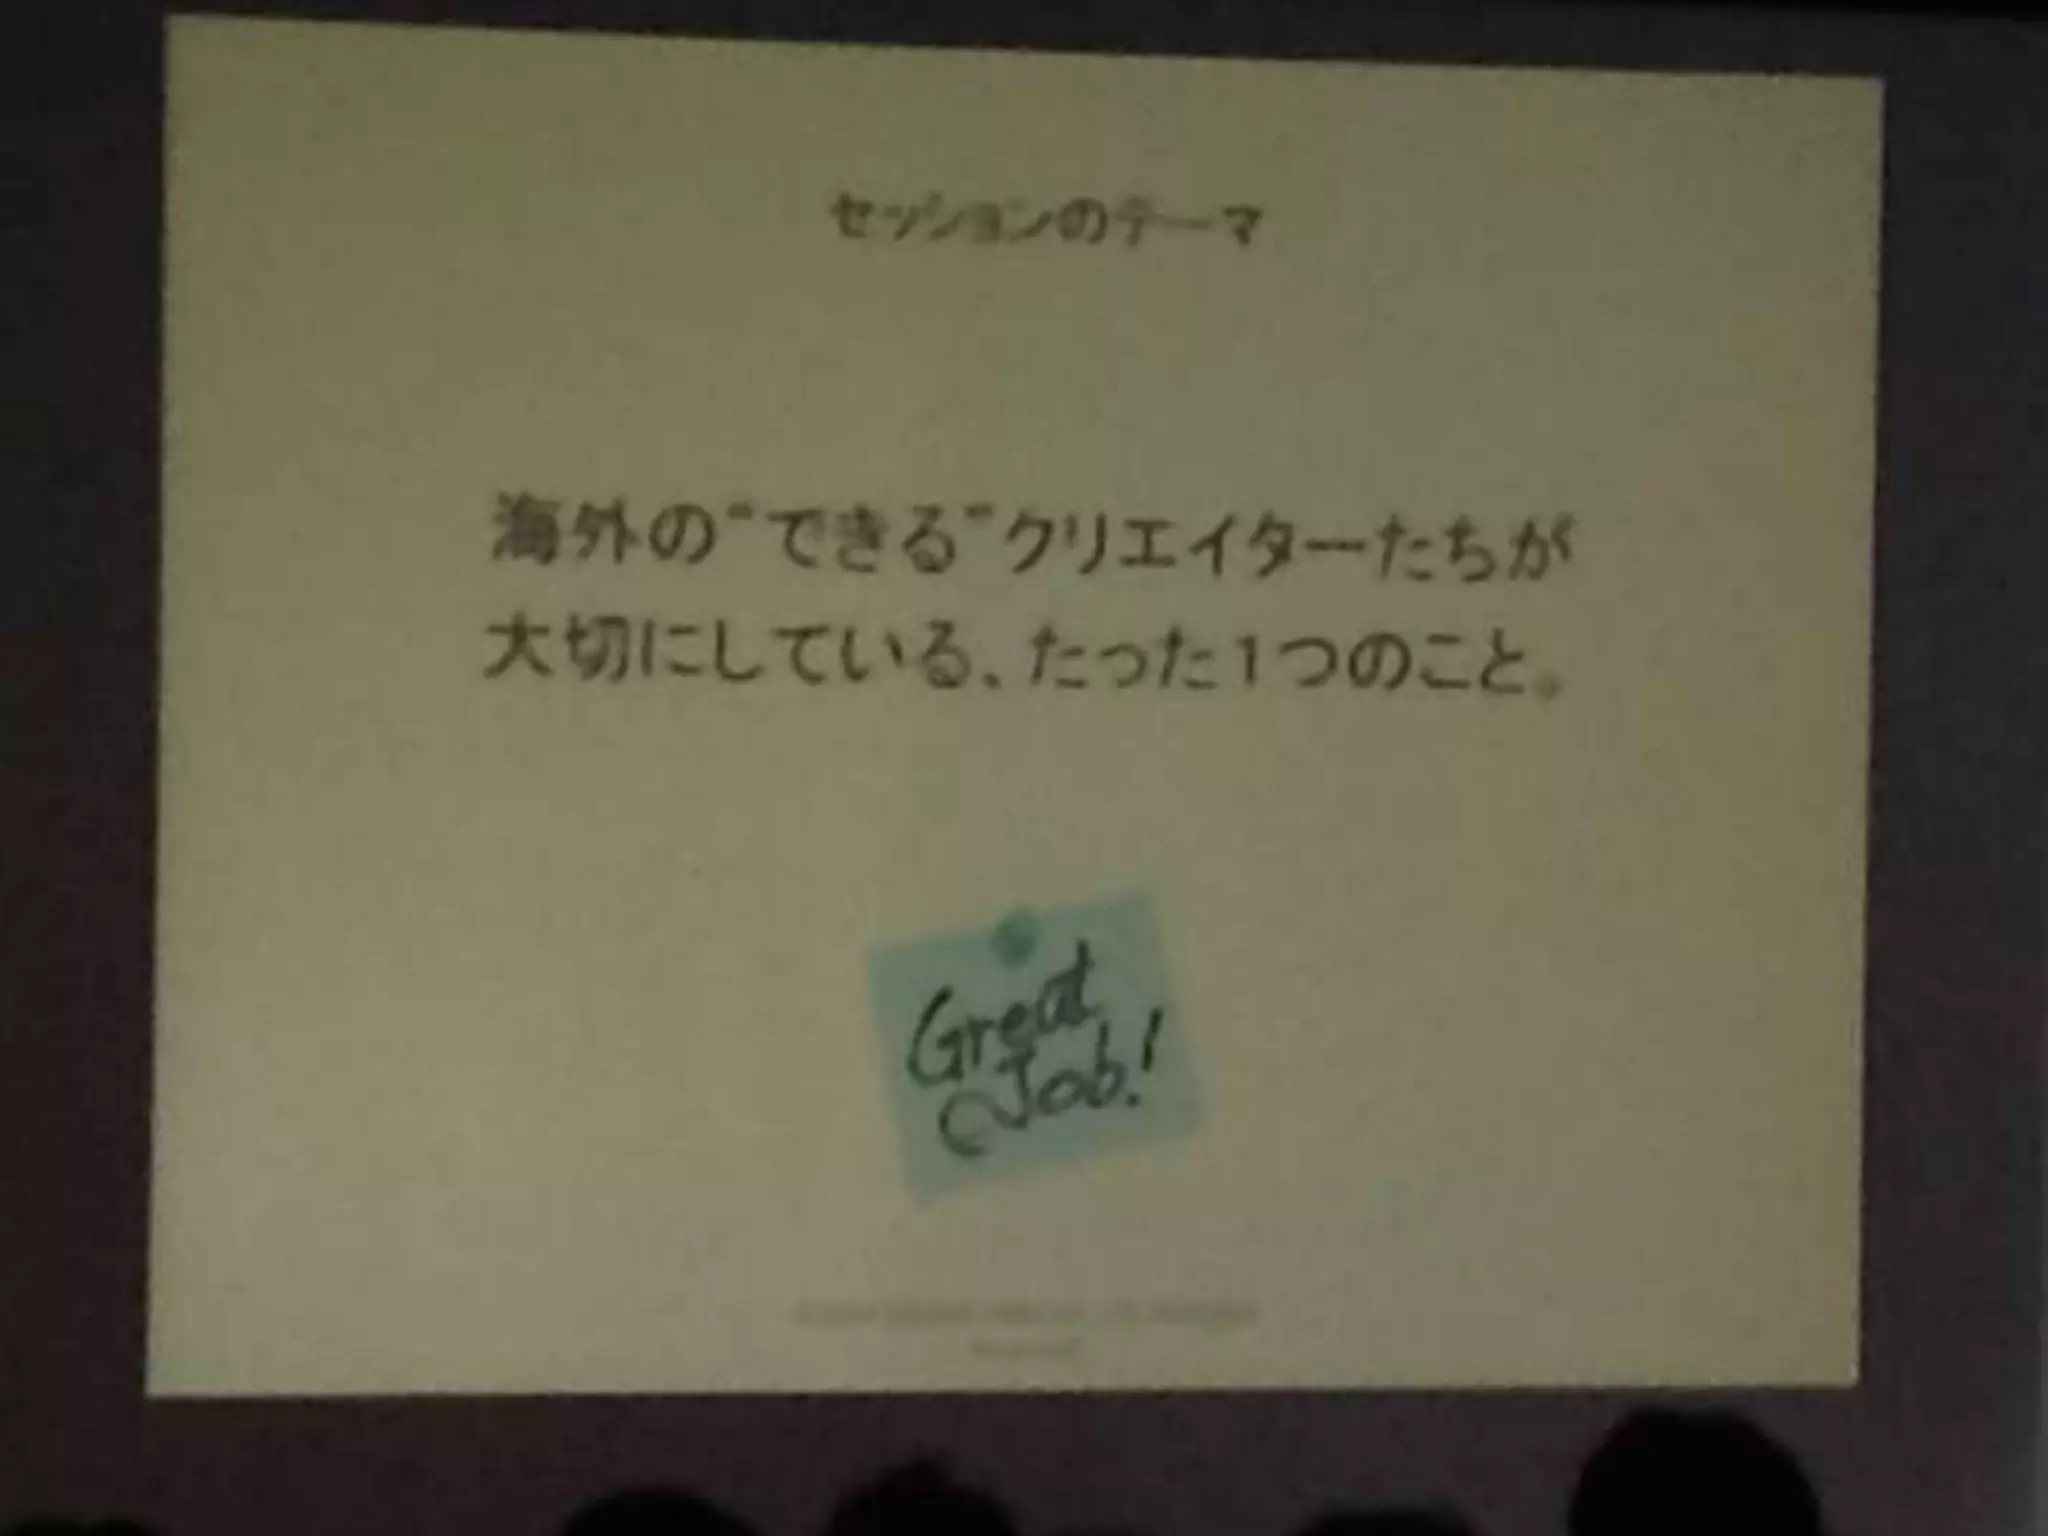 セッションのテーマ
海外の“できる”クリエイターたちが
大切にしている、たった1つのこと。
Great
Job!